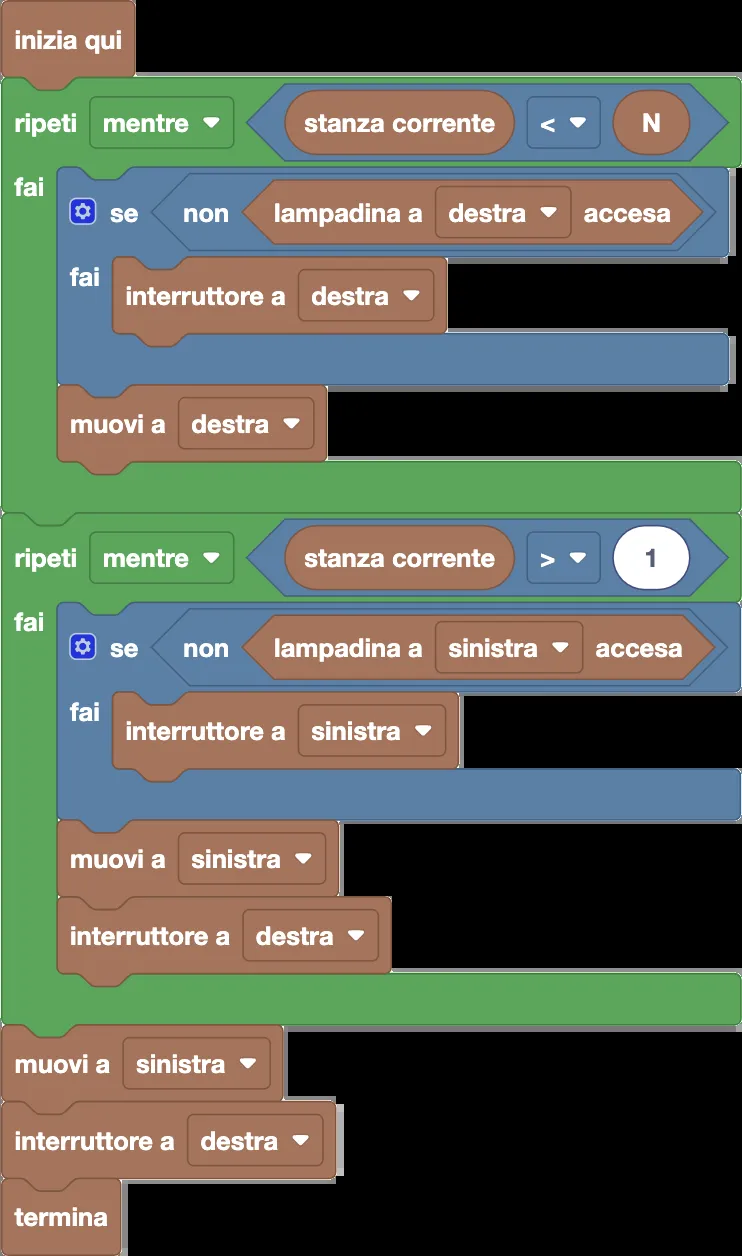 inizia qui
ripeti mentre stanza corrente < N
fai se non lampadina a destra accesa
fai interruttore a destra
muovi a destra
ripeti mentre stanza corrente > 1
fai se non lampadina a sinistra accesa
fai interruttore a sinistra
muovi a sinistra
interruttore a destra
muovi a sinistra
interruttore a destra
termina